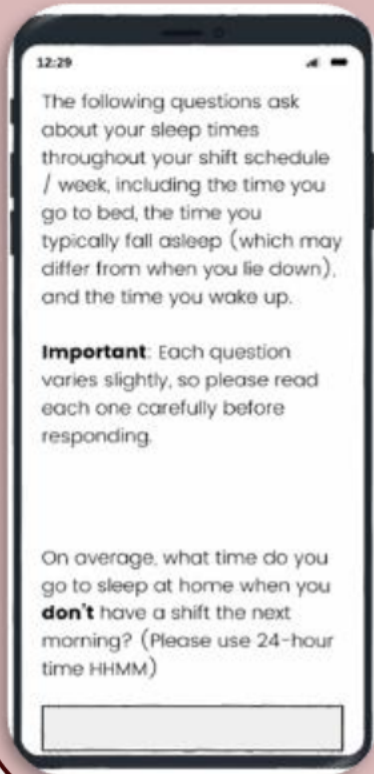 12:29
The following questions ask
about your sleep times
throughout your shift schedule
/ week, including the time you
go to bed, the time you
typically fall asleep (which may
differ from when you lie down),
and the time you wake up.
Important: Each question
varies slightly, so please read
each one carefully before
responding.
On average, what time do you
go to sleep at home when you
don't have a shift the next
morning? (Please use 24-hour
time HHMM)